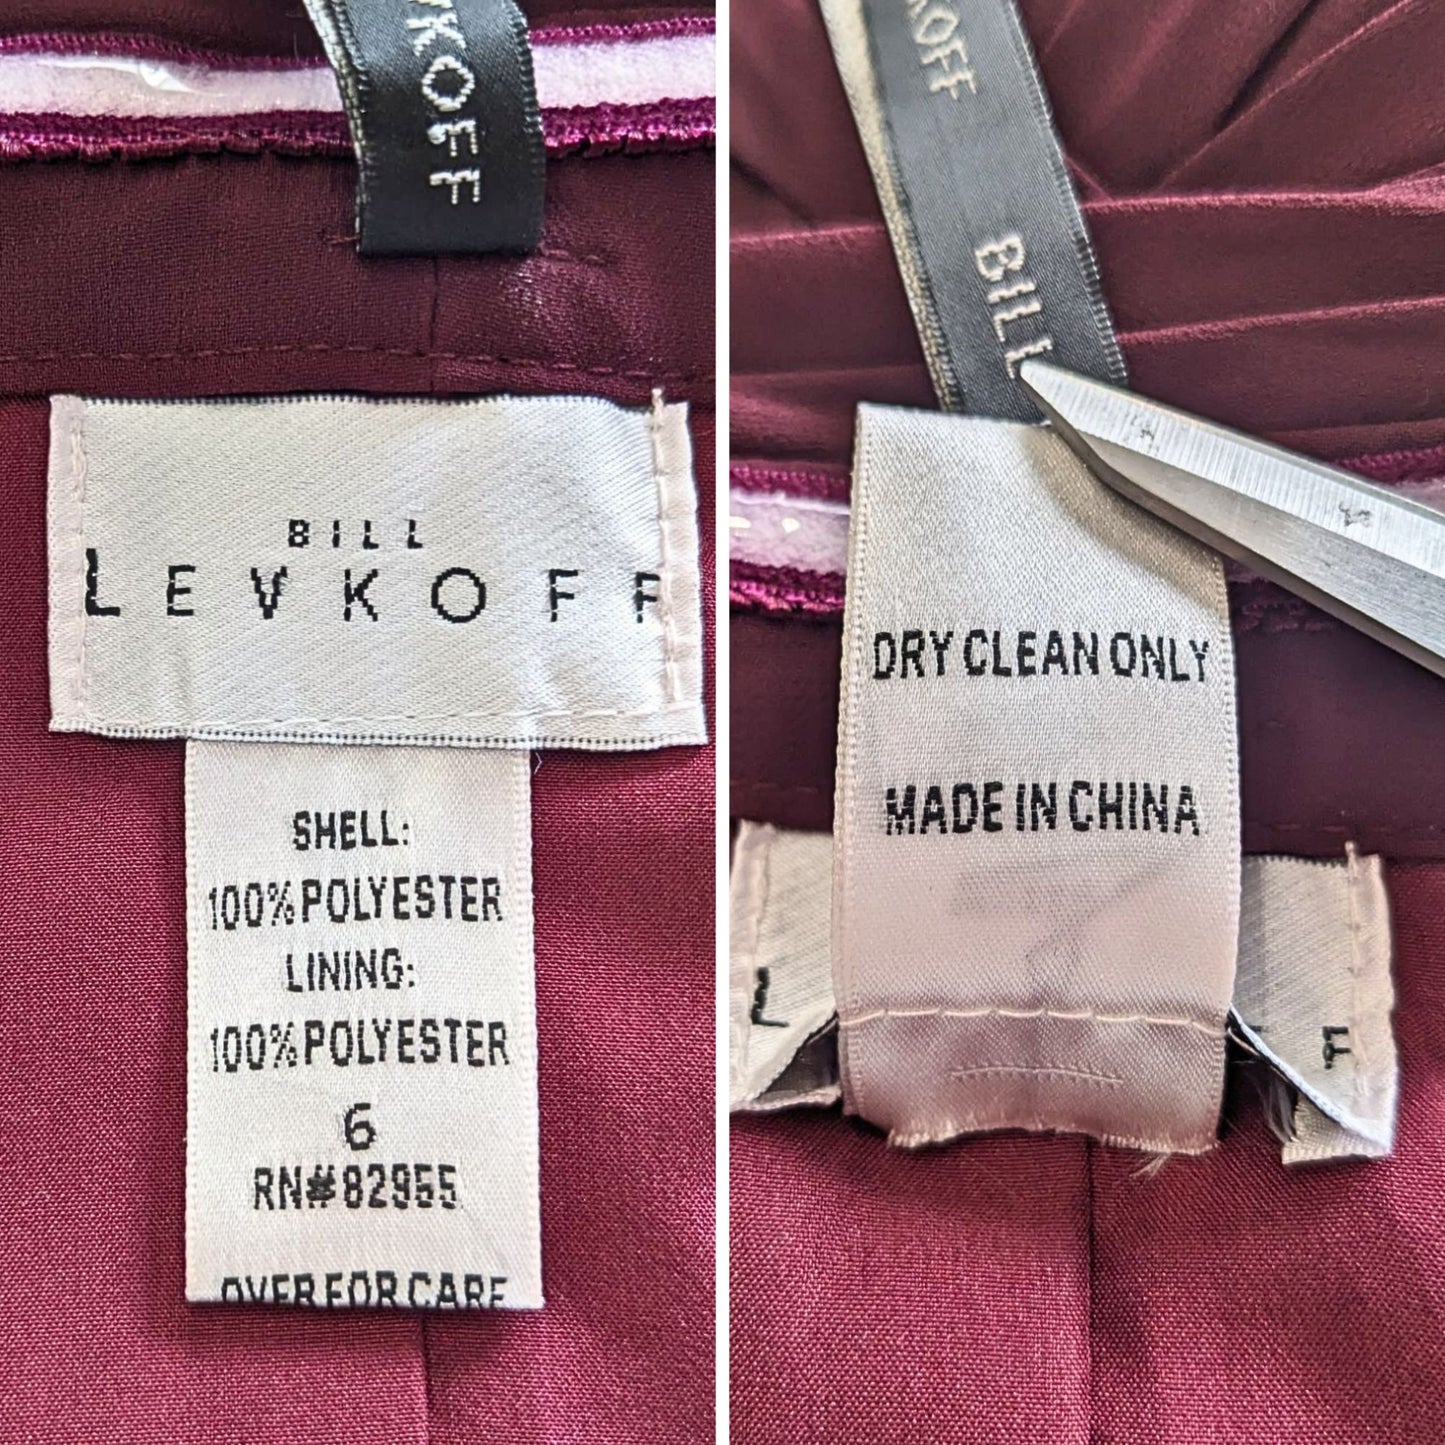 VKOFF
BILL
LEVKOFF
SHELL:
100% POLYESTER
LINING:
100% POLYESTER
6
RN# 82955
OVER FOR CARE
KOFF
BILL
DRY CLEAN ONLY
MADE IN CHINA
L
F